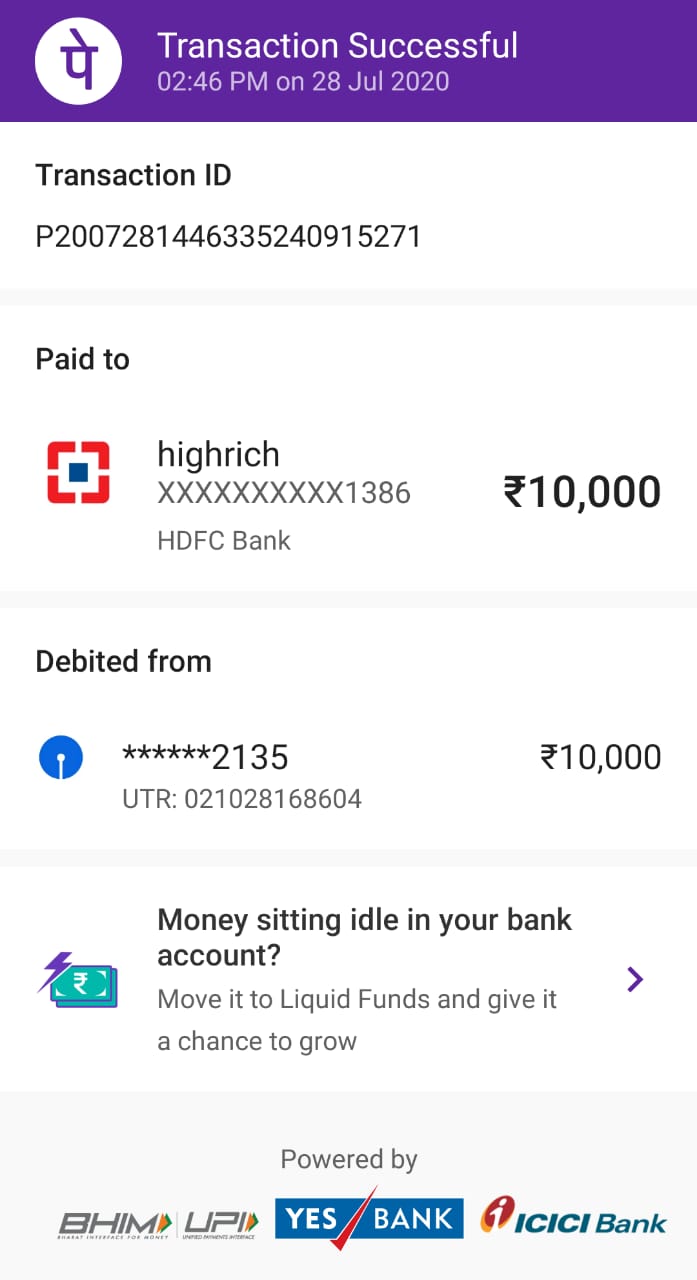 पे
Transaction Successful
02:46 PM on 28 Jul 2020
Transaction ID
P2007281446335240915271
Paid to
highrich
XXXXXXXXXX1386
₹10,000
HDFC Bank
Debited from
******2135
₹10,000
UTR: 021028168604
Money sitting idle in your bank
account?
₹
Move it to Liquid Funds and give it
a chance to grow
Powered by
BHIM
BHARAT INTERFACE FOR MONEY
UPI
UNIFIED PAYMENTS INTERFACE
YES BANK
ICICI Bank